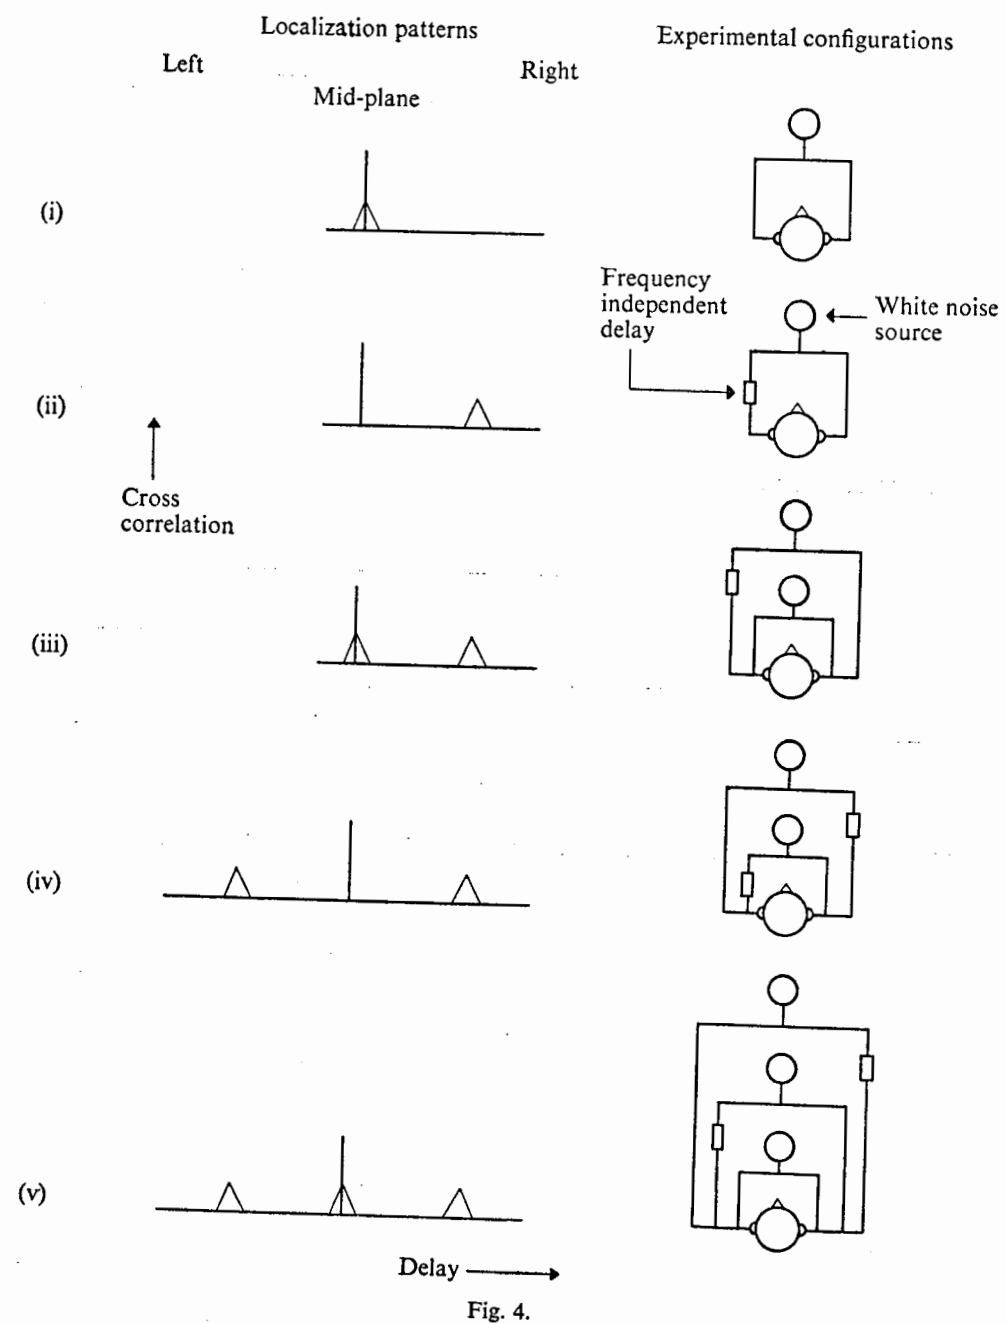 Localization patterns
Experimental configurations
Left
Right
Mid-plane
(i)
Frequency
independent
delay
White noise
source
(ii)
Cross
correlation
(iii)
(iv)
(v)
Delay
Fig. 4.